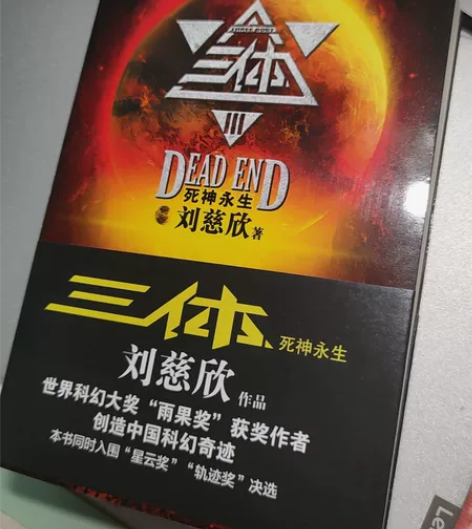 三体
III
DEAD END
死神永生
刘慈欣著
三体
死神永生
刘慈欣 作品
世界科幻大奖“雨果奖”获奖作者
创造中国科幻奇迹
本书同时入围“星云奖”“轨迹奖”决选
Le